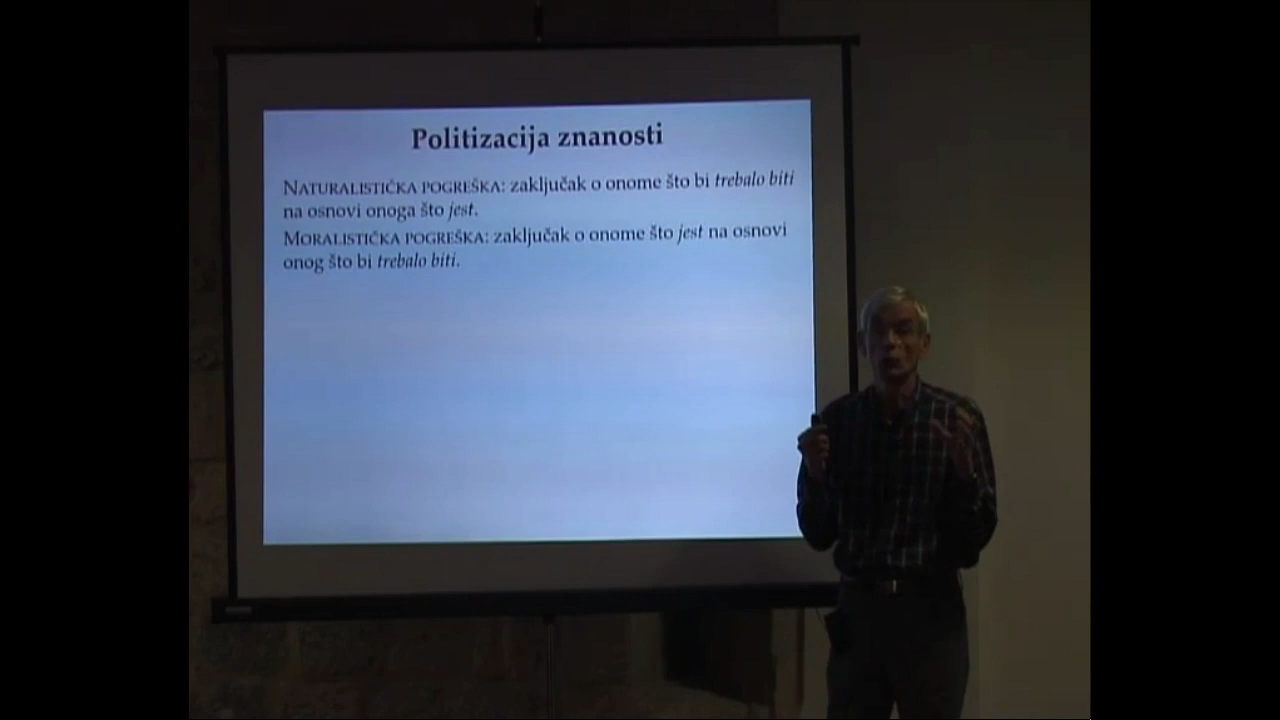 Politizacija znanosti
NATURALISTIČKA POGREŠKA: zaključak o onome što bi trebalo biti
na osnovi onoga što jest.
MORALISTIČKA POGREŠKA: zaključak o onome što jest na osnovi
onog što bi trebalo biti.